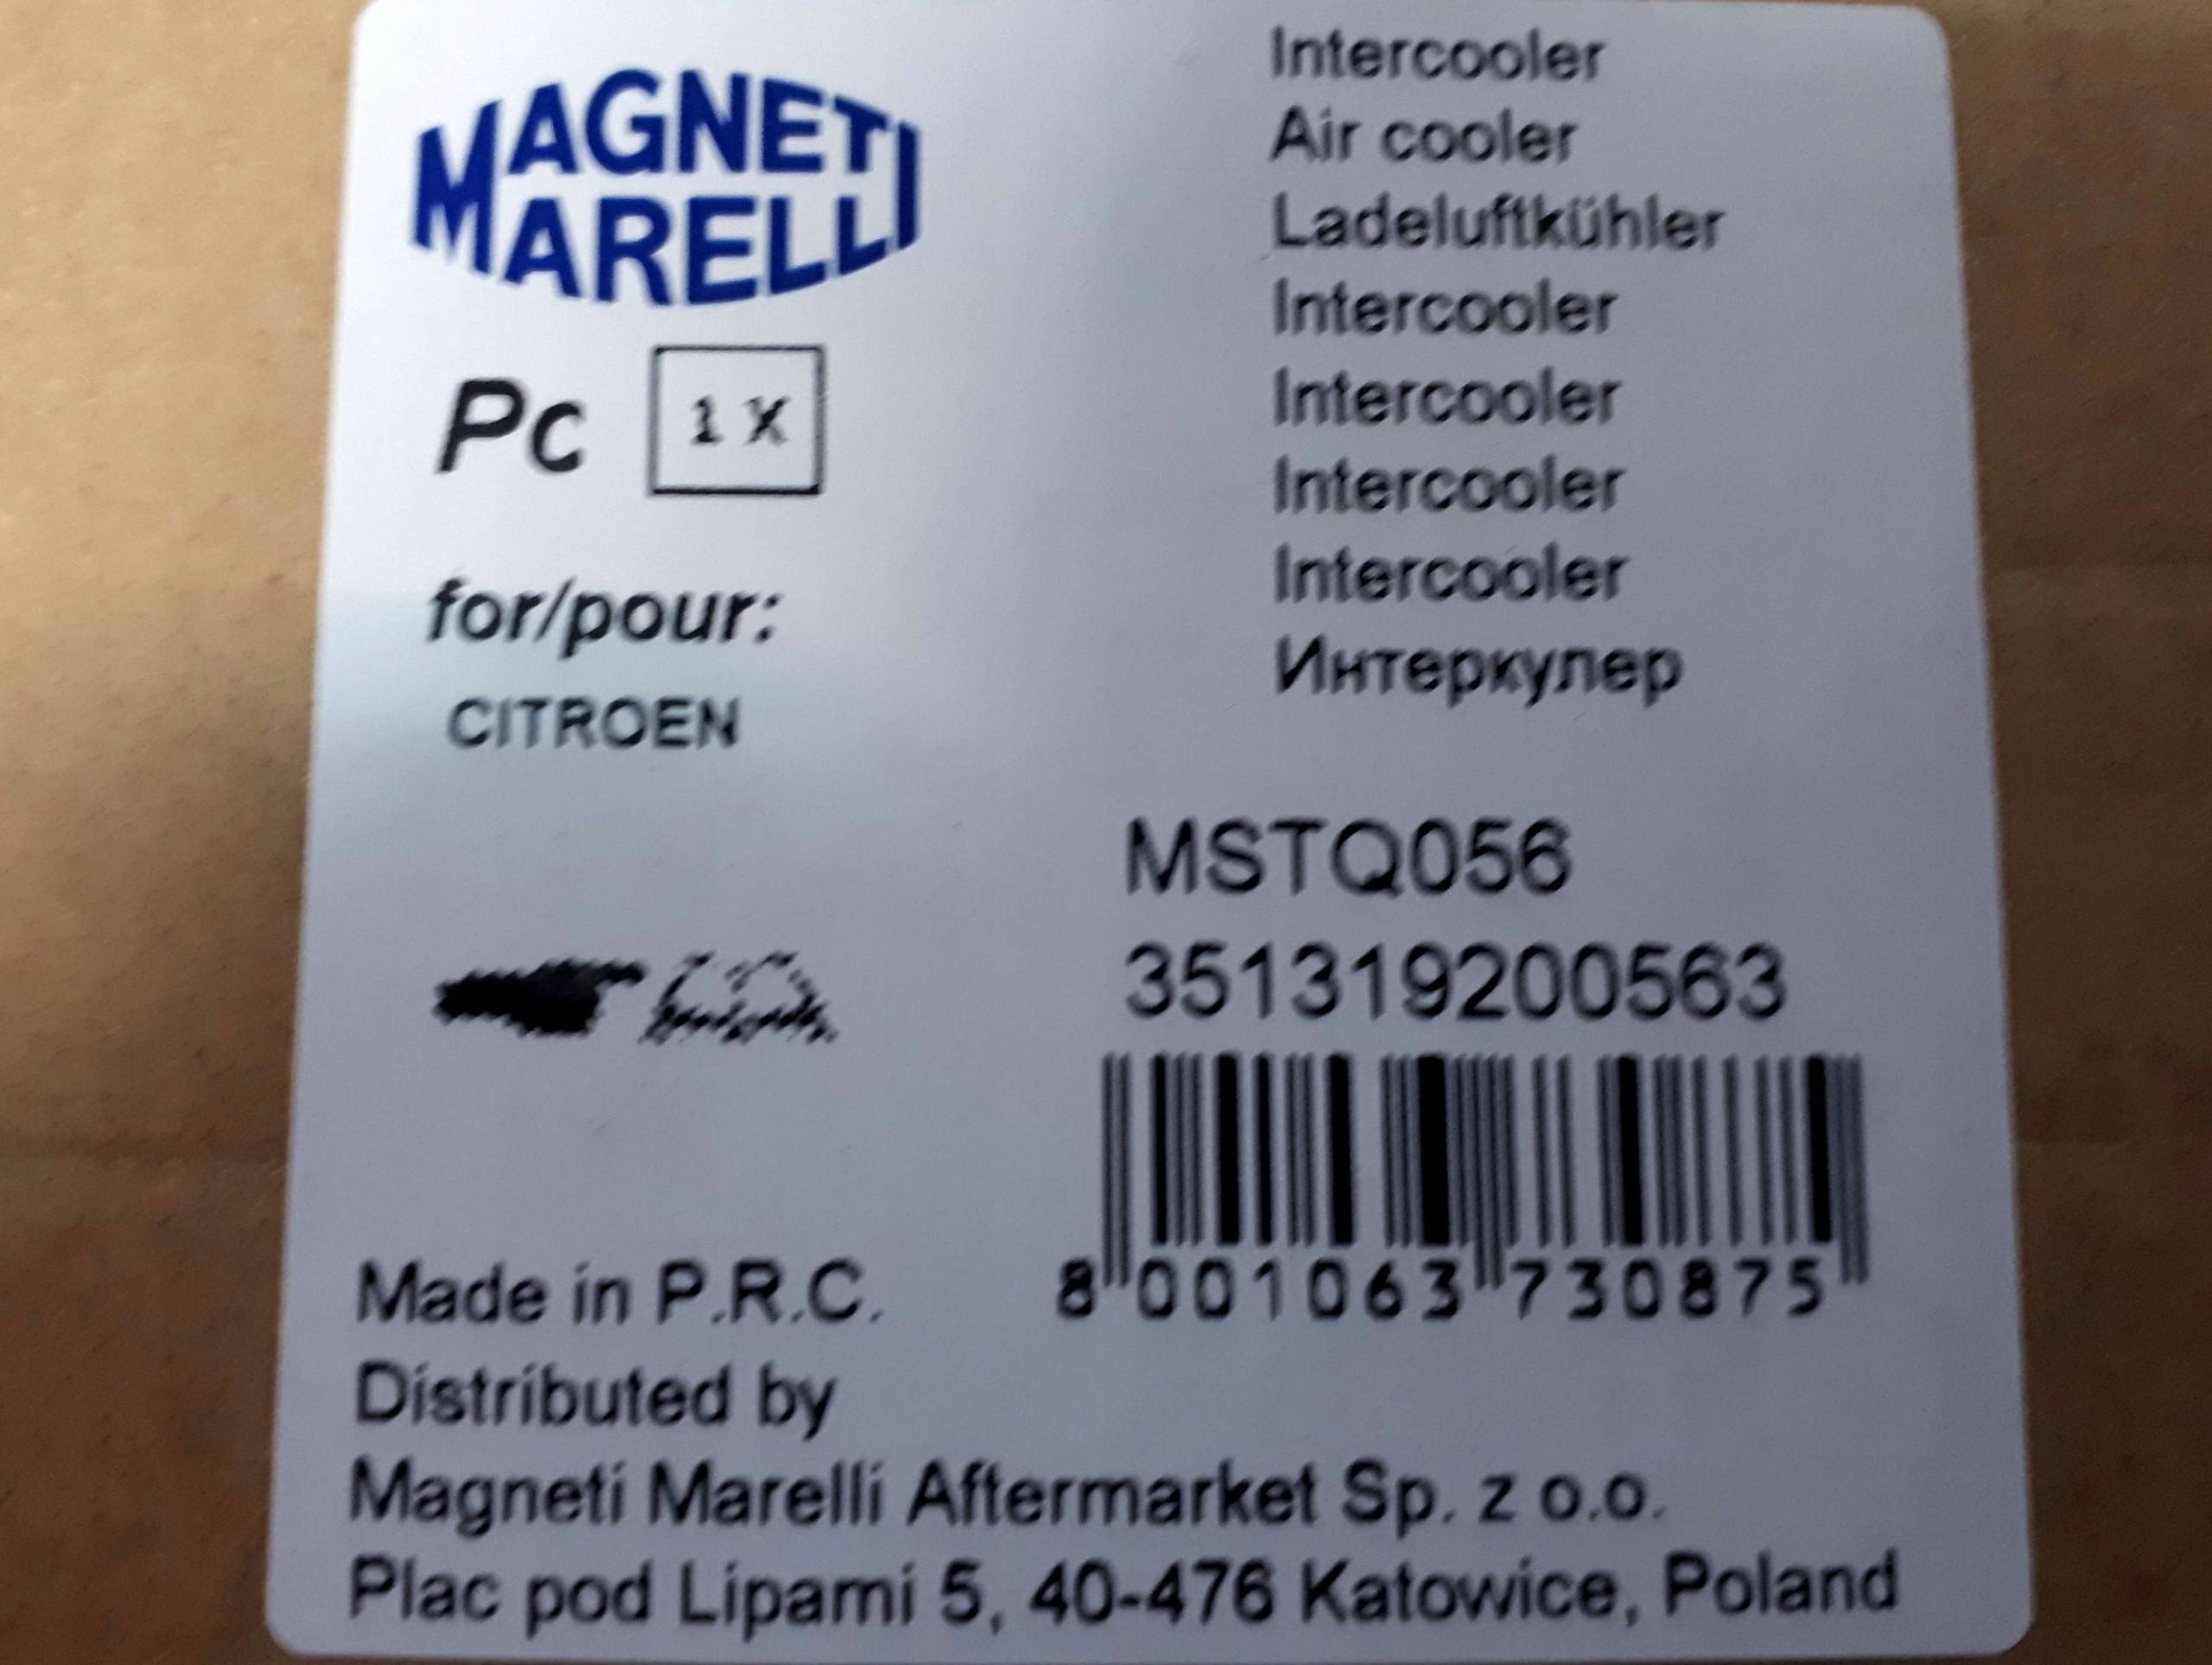 MAGNETI
MARELLI
Pc 1 X
for/pour:
CITROEN
Intercooler
Air cooler
Ladeluftkühler
Intercooler
Intercooler
Intercooler
Intercooler
Интеркулер
MSTQ056
351319200563
8 001063 730875
Made in P.R.C.
Distributed by
Magneti Marelli Aftermarket Sp. z o.o.
Plac pod Lipami 5, 40-476 Katowice, Poland